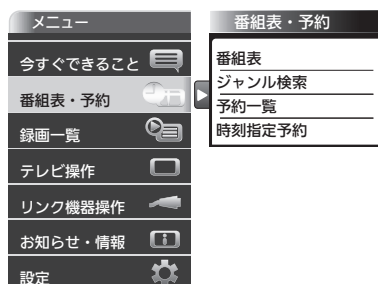 メニュー
今すぐできること
番組表・予約
録画一覧
テレビ操作
リンク機器操作
お知らせ・情報
設定
番組表・予約
番組表
ジャンル検索
予約一覧
時刻指定予約